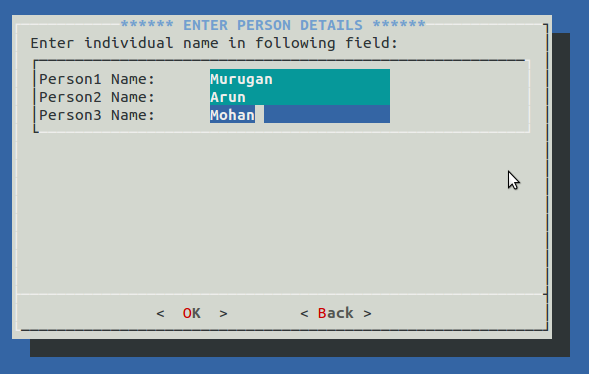 ****** ENTER PERSON DETAILS ******
Enter individual name in following field:
Person1 Name: Murugan
Person2 Name: Arun
Person3 Name: Mohan
< OK > < Back >